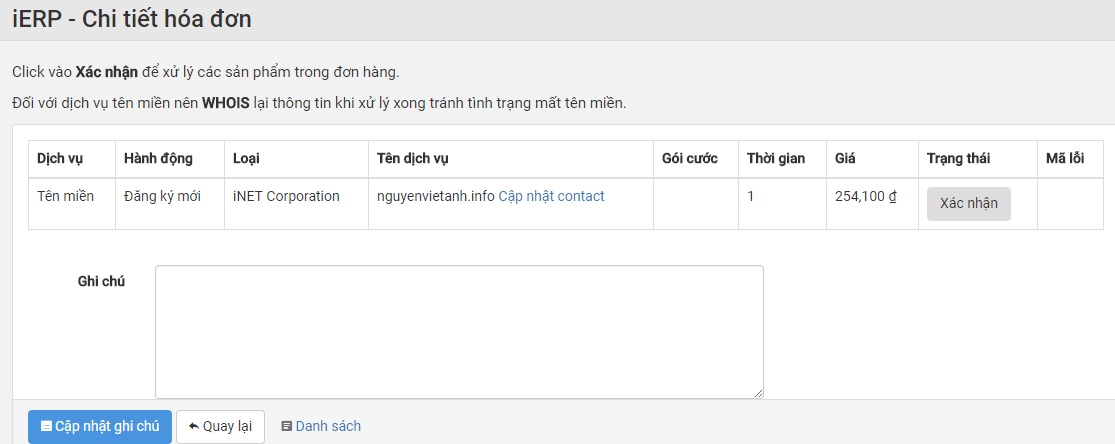 iERP - Chi tiết hóa đơn
Click vào Xác nhận để xử lý các sản phẩm trong đơn hàng.
Đối với dịch vụ tên miền nên WHOIS lại thông tin khi xử lý xong tránh tình trạng mất tên miền.
Dịch vụ Hành động Loại Tên dịch vụ Gói cước Thời gian Giá Trạng thái Mã lỗi
Tên miền Đăng ký mới iNET Corporation nguyenvietanh.info Cập nhật contact 1 254,100 ₫ Xác nhận
Ghi chú
Cập nhật ghi chú Quay lại Danh sách